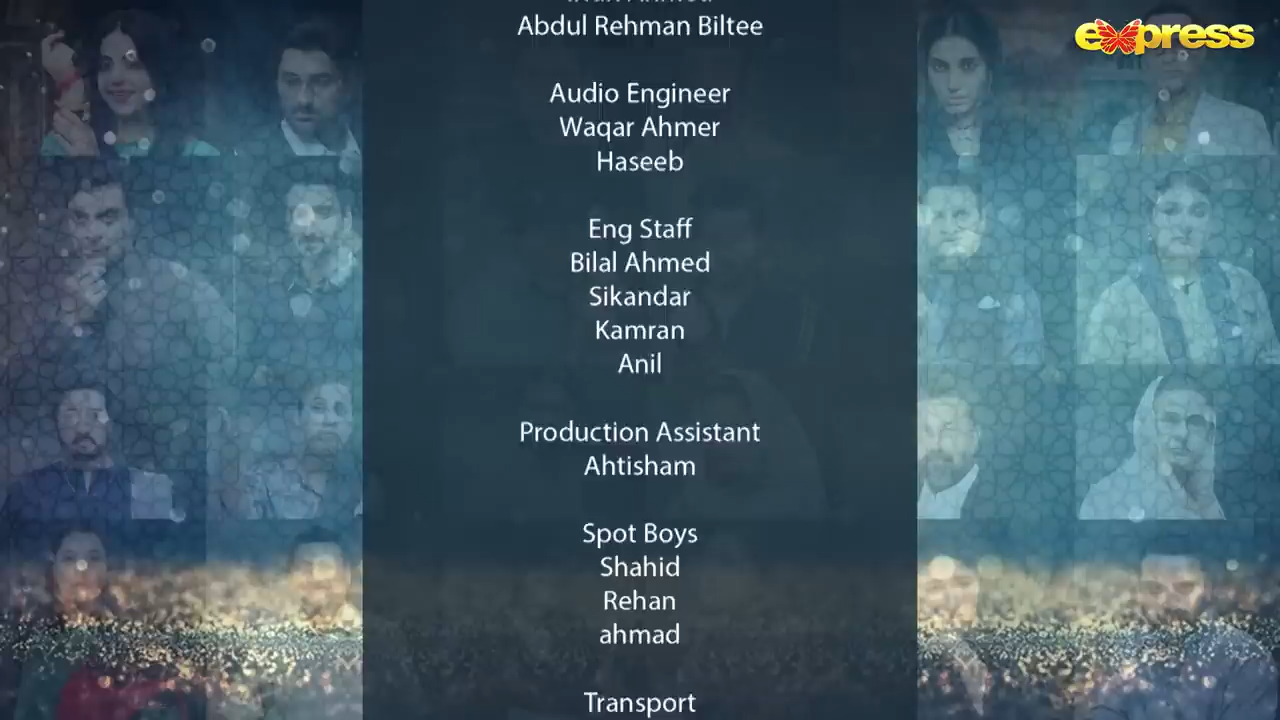 express
Abdul Rehman Biltee
Audio Engineer
Waqar Ahmer
Haseeb
Eng Staff
Bilal Ahmed
Sikandar
Kamran
Anil
Production Assistant
Ahtisham
Spot Boys
Shahid
Rehan
ahmad
Transport